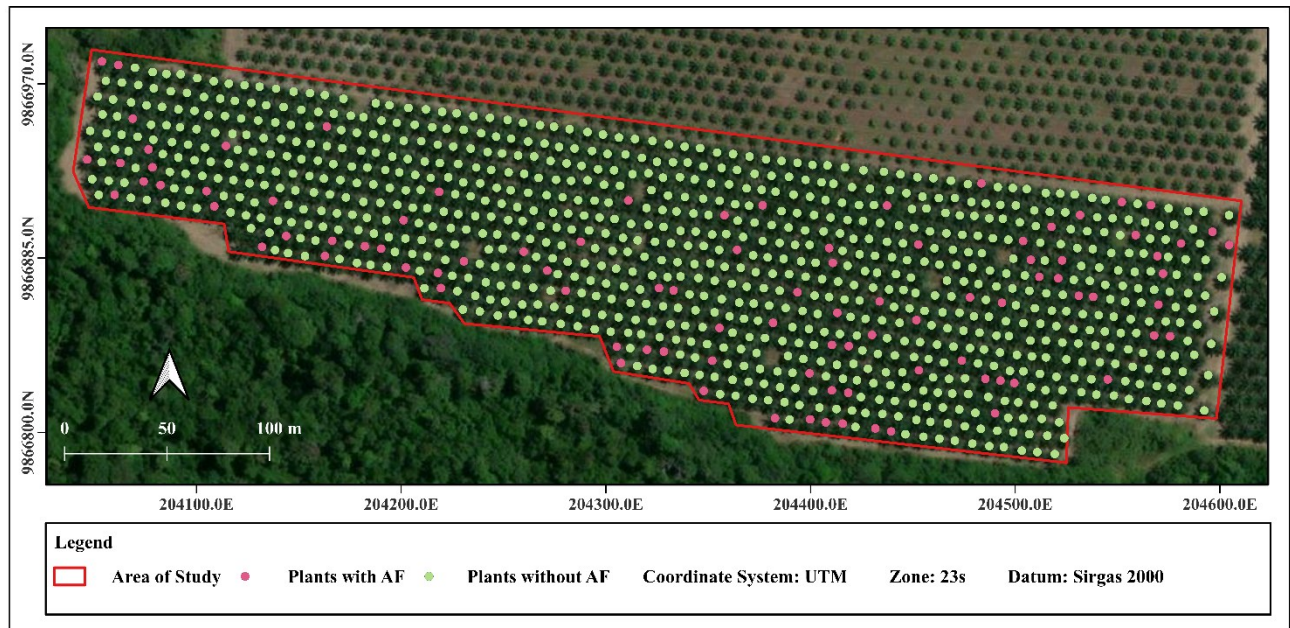 9866970.0N
9866885.0N
9866800.0N
0 50 100 m
204100.0E 204200.0E 204300.0E 204400.0E 204500.0E 204600.0E
Legend
Area of Study Plants with AF Plants without AF Coordinate System: UTM Zone: 23s Datum: Sirgas 2000